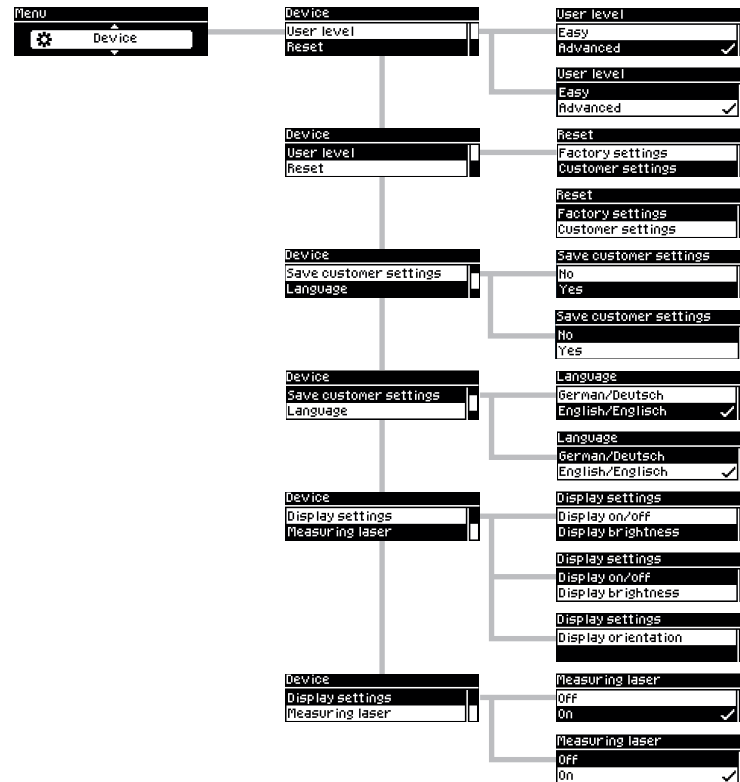 Menu
Device
Device
User level
Reset
User level
Easy
Advanced
User level
Easy
Advanced
Device
User level
Reset
Reset
Factory settings
Customer settings
Reset
Factory settings
Customer settings
Device
Save customer settings
Language
Save customer settings
No
Yes
Save customer settings
No
Yes
Device
Save customer settings
Language
Language
German/Deutsch
English/Englisch
Language
German/Deutsch
English/Englisch
Device
Display settings
Measuring laser
Display settings
Display on/off
Display brightness
Display settings
Display on/off
Display brightness
Display settings
Display orientation
Device
Display settings
Measuring laser
Measuring laser
Off
On
Measuring laser
Off
On